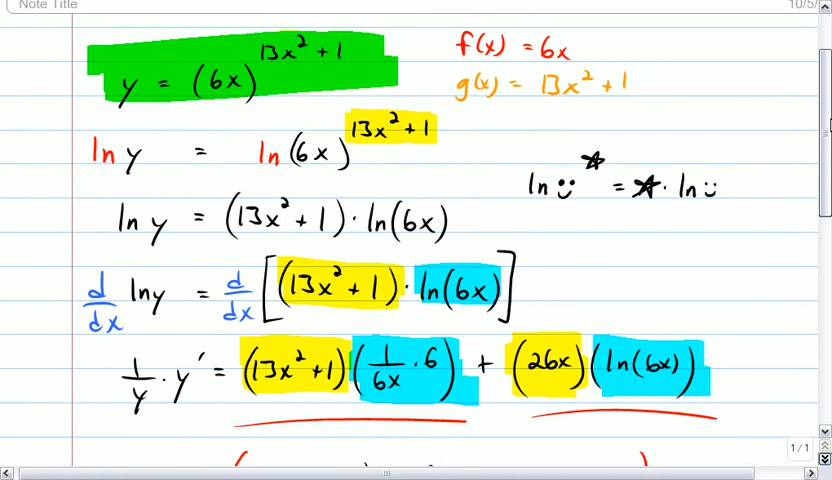 Note Title
10/5/
y = (6x)^{13x² + 1}
f(x) = 6x
g(x) = 13x² + 1
ln y = ln (6x)^{13x² + 1}
ln ☺^{☆} = ☆ · ln ☺
ln y = (13x² + 1) · ln(6x)
d/dx ln y = d/dx [(13x² + 1) · ln(6x)]
1/y · y′ = (13x² + 1)(1/6x · 6) + (26x)(ln(6x))
1 / 1